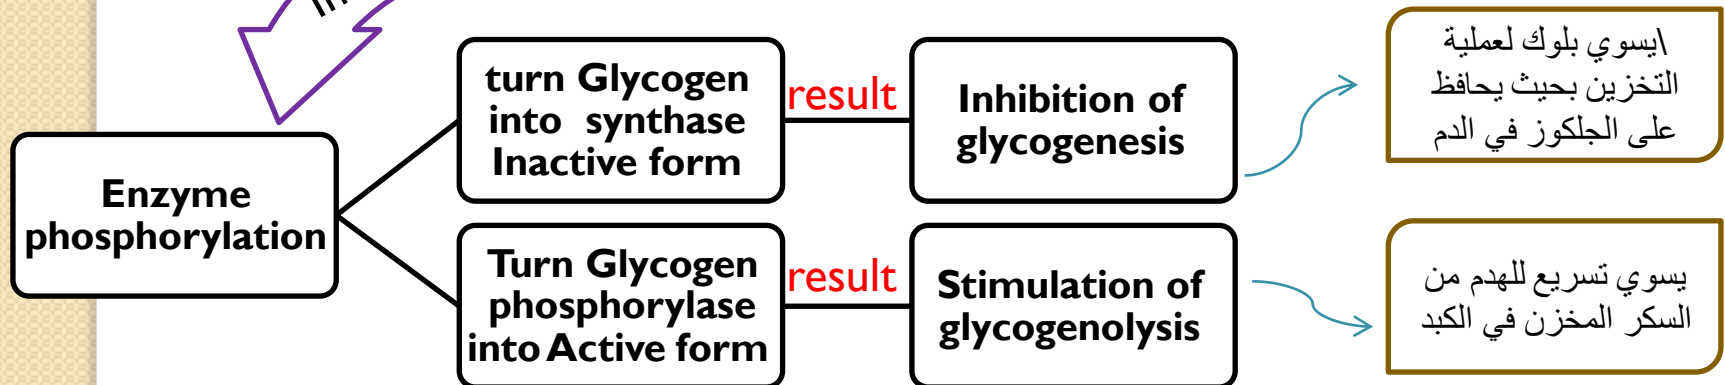 Enzyme
phosphorylation
turn Glycogen
into synthase
Inactive form
result
Inhibition of
glycogenesis
\يسوي بلوك لعملية
التخزين بحيث يحافظ
على الجلكوز في الدم
Turn Glycogen
phosphorylase
into Active form
result
Stimulation of
glycogenolysis
يسوي تسريع للهدم من
السكر المخزن في الكبد